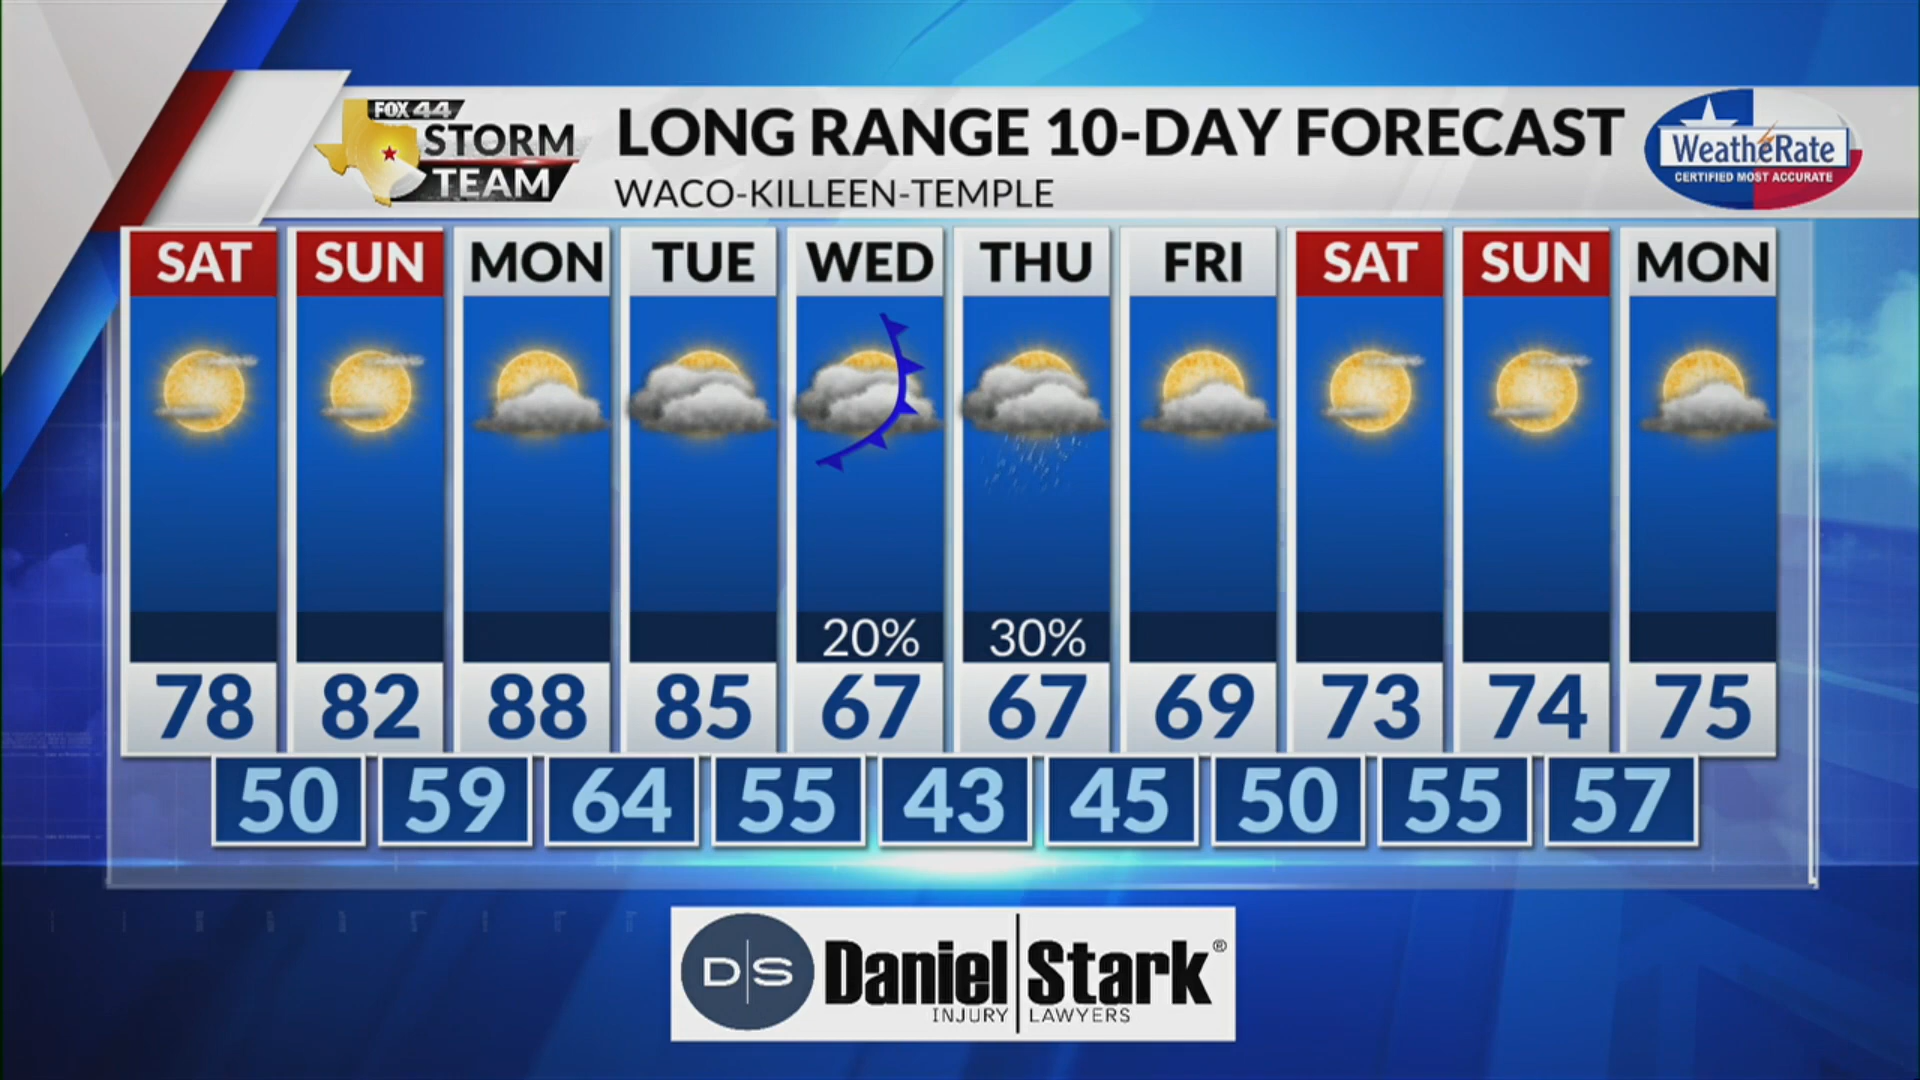 FOX 44
STORM
TEAM
LONG RANGE 10-DAY FORECAST
WACO-KILLEEN-TEMPLE
WeatheRate
CERTIFIED MOST ACCURATE
SAT SUN MON TUE WED THU FRI SAT SUN MON
20% 30%
78 82 88 85 67 67 69 73 74 75
50 59 64 55 43 45 50 55 57
D|S
Daniel Stark®
INJURY LAWYERS